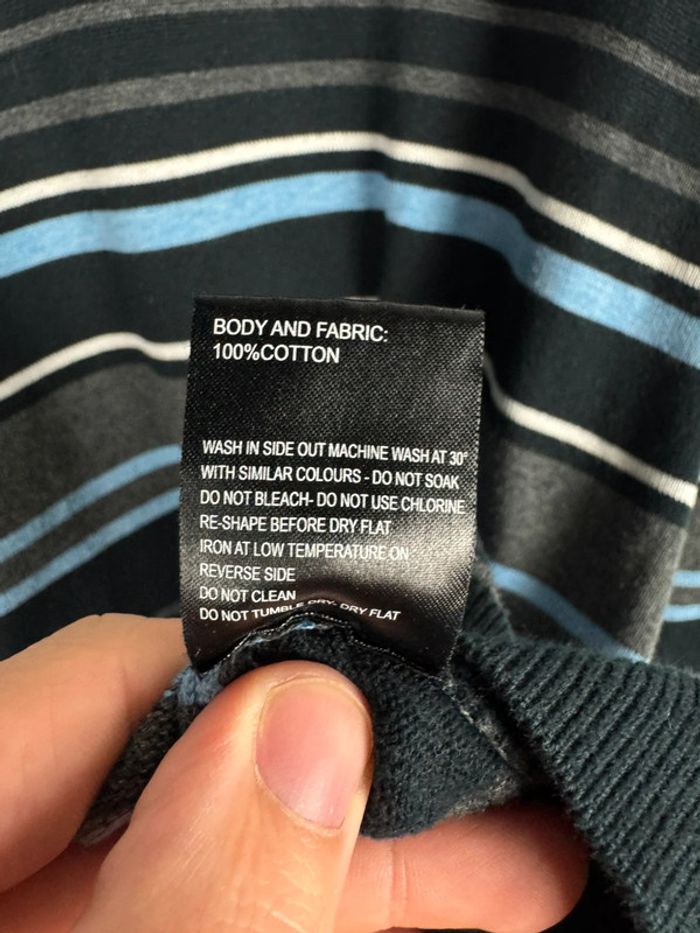 BODY AND FABRIC:
100%COTTON
WASH IN SIDE OUT MACHINE WASH AT 30°
WITH SIMILAR COLOURS - DO NOT SOAK
DO NOT BLEACH- DO NOT USE CHLORINE
RE-SHAPE BEFORE DRY FLAT
IRON AT LOW TEMPERATURE ON
REVERSE SIDE
DO NOT CLEAN
DO NOT TUMBLE DRY- DRY FLAT